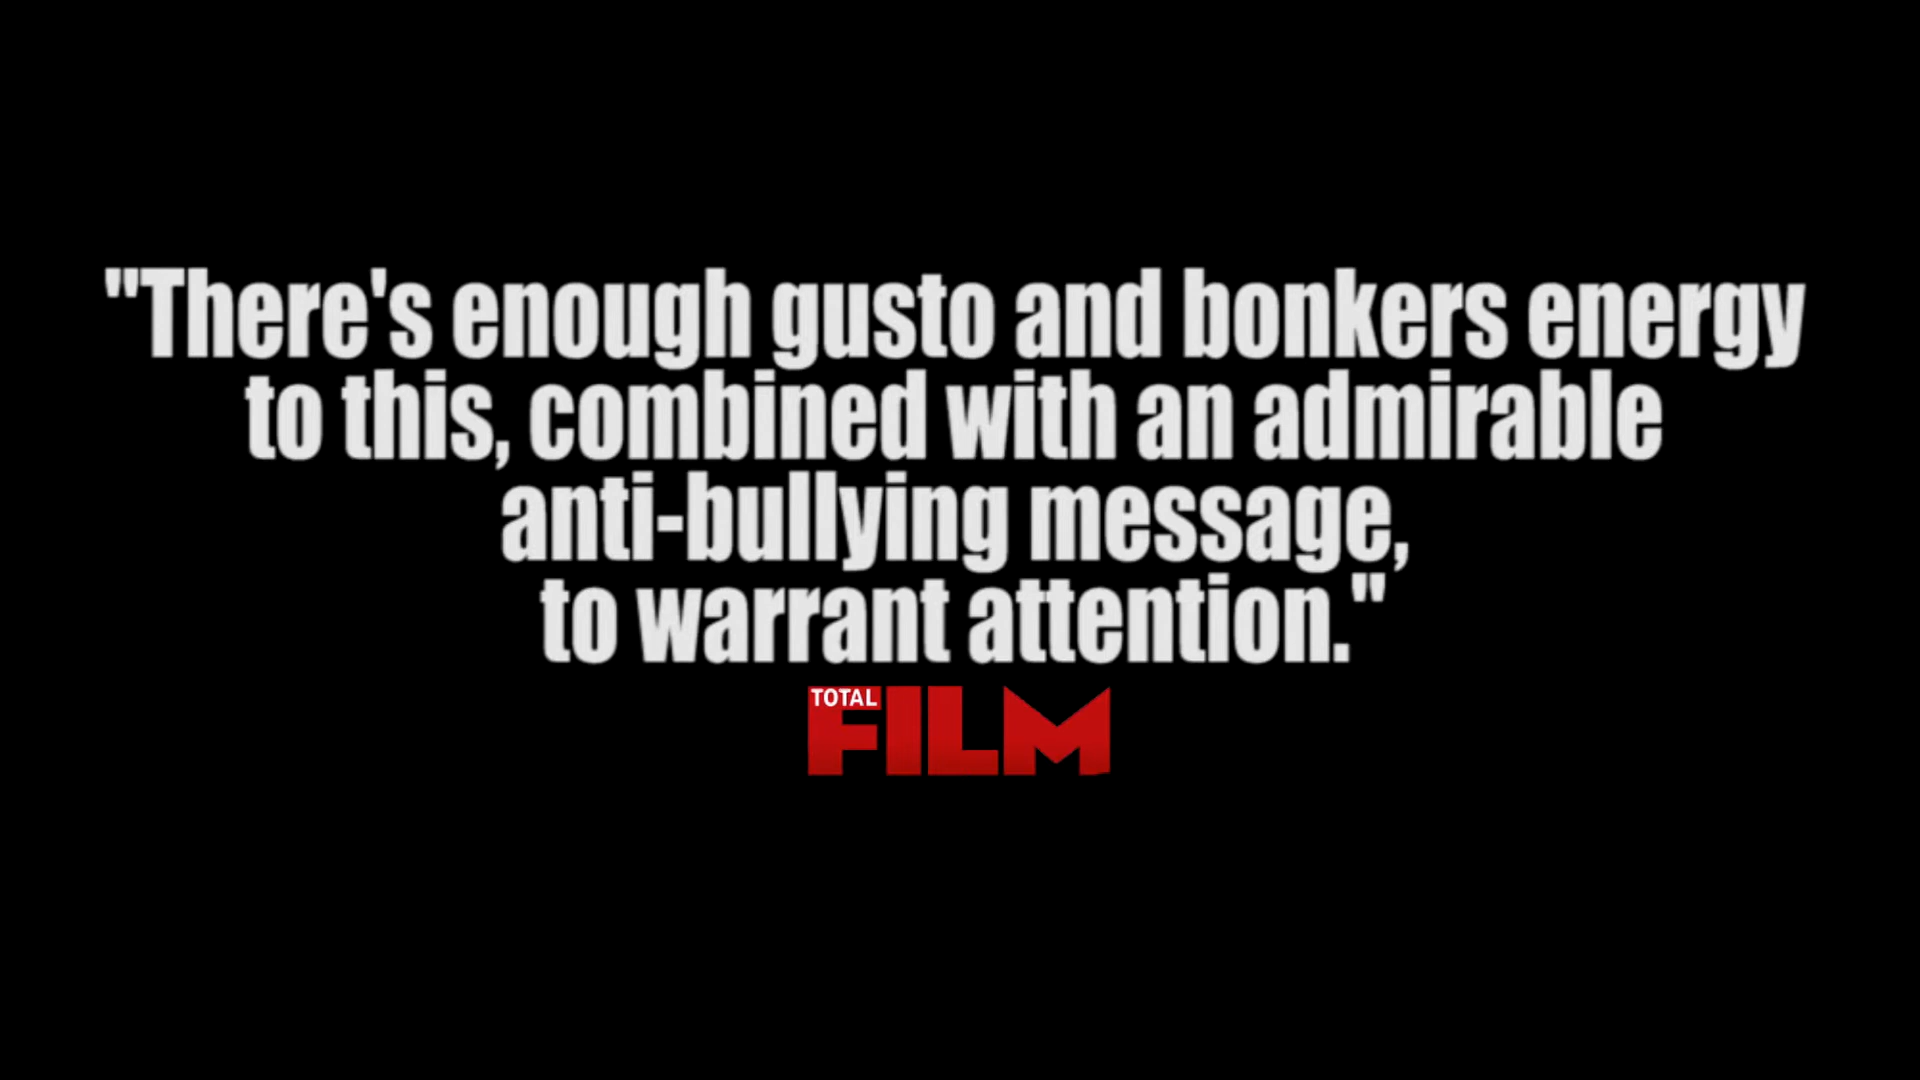 "There's enough gusto and bonkers energy
to this, combined with an admirable
anti-bullying message,
to warrant attention."
TOTAL
FILM